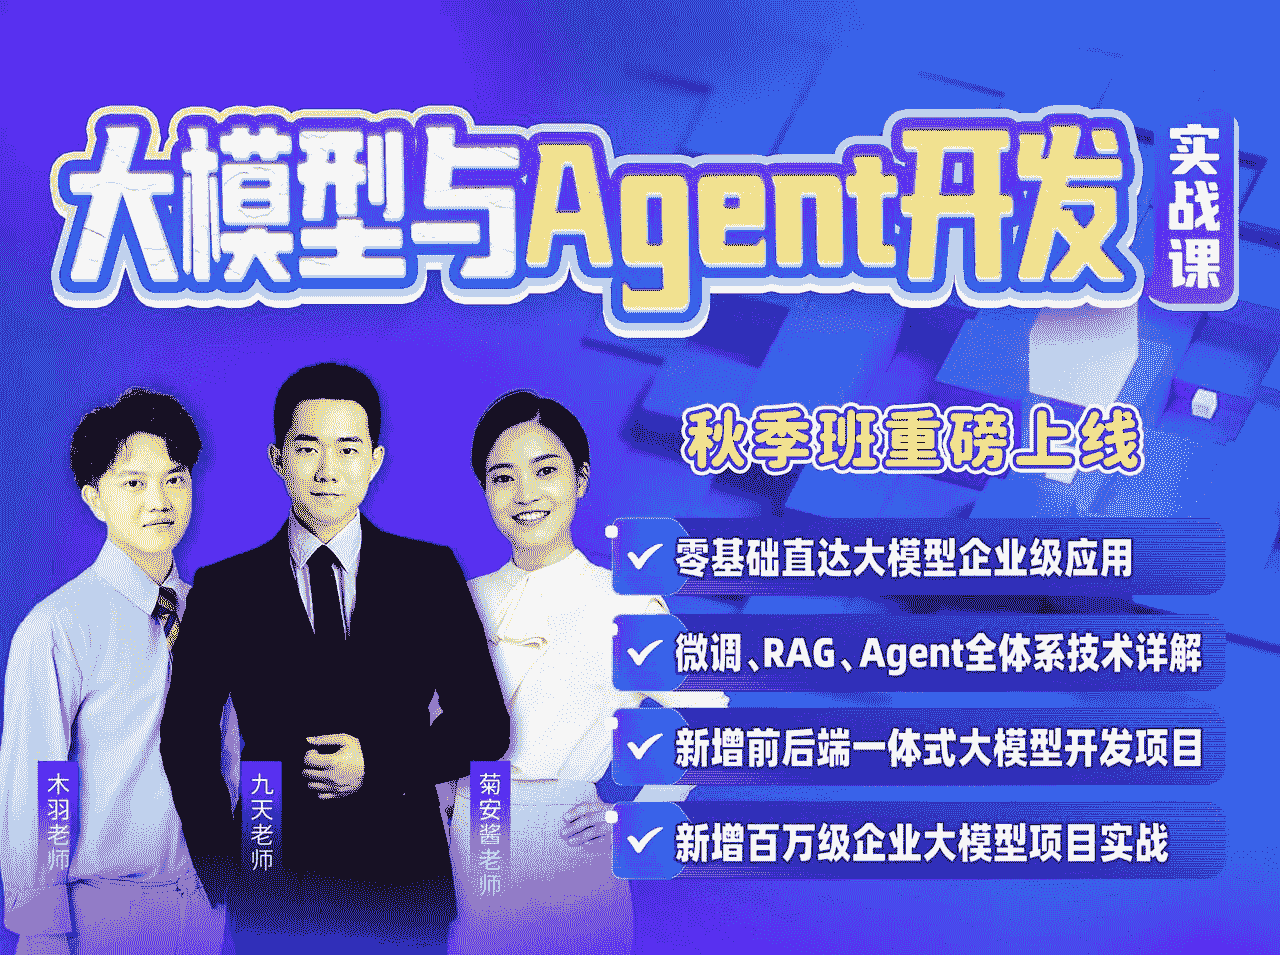 大模型与Agent开发
实战课
秋季班重磅上线
零基础直达大模型企业级应用
微调、RAG、Agent全体系技术详解
新增前后端一体式大模型开发项目
新增百万级企业大模型项目实战
木羽老师
九天老师
菊安酱老师